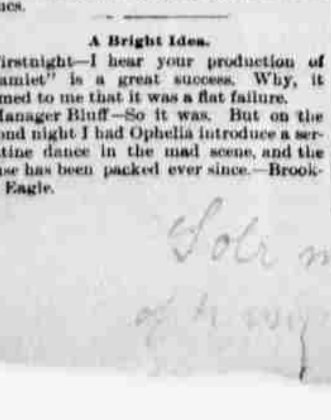 A Bright Idea.
irstnight—I hear your production of
amlet" is a great success. Why, it
med to me that it was a flat failure.
Manager Bluff—So it was. But on the
ond night I had Ophelia introduce a ser-
tine dance in the mad scene, and the
se has been packed ever since.—Brook-
Eagle.